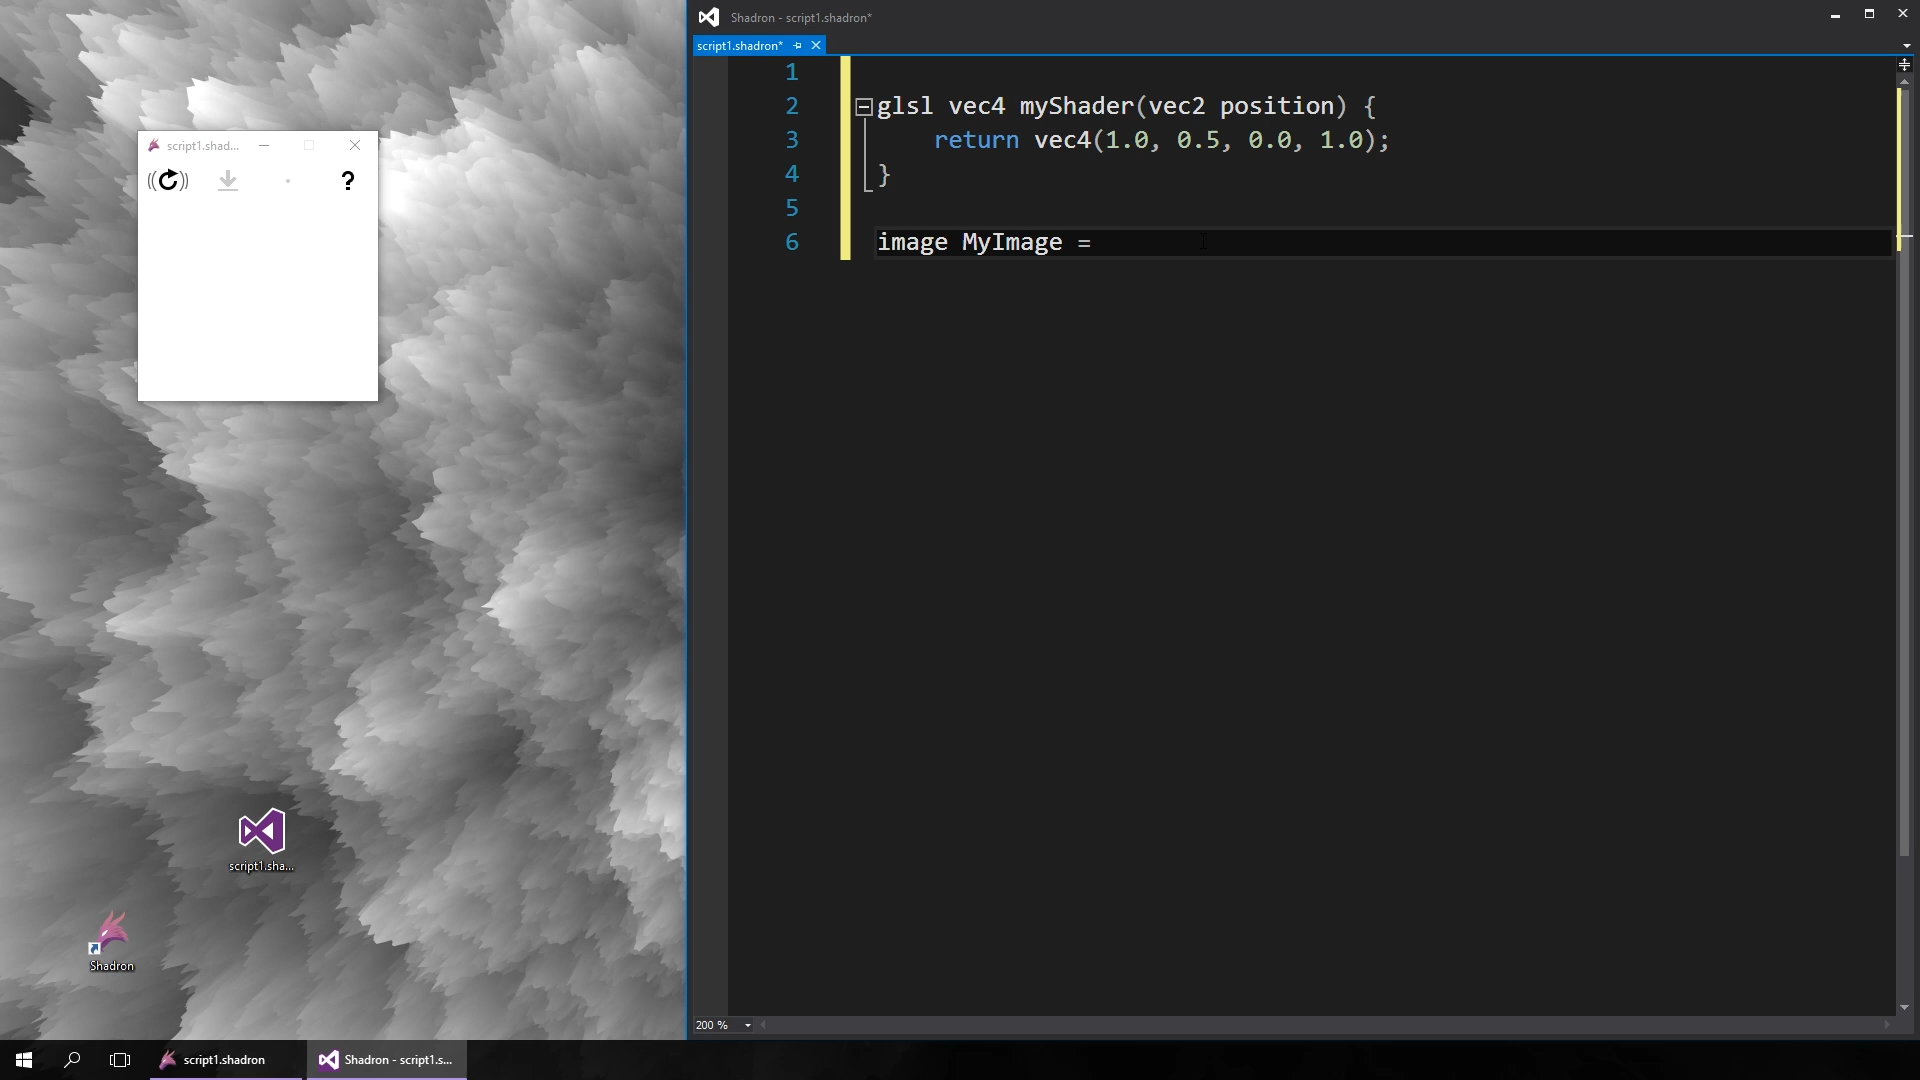 script1.shad...
?
script1.sha...
Shadron
Shadron - script1.shadron*
script1.shadron*
1
2 glsl vec4 myShader(vec2 position) {
3 return vec4(1.0, 0.5, 0.0, 1.0);
4 }
5
6 image MyImage =
200 %
script1.shadron
Shadron - script1.s...